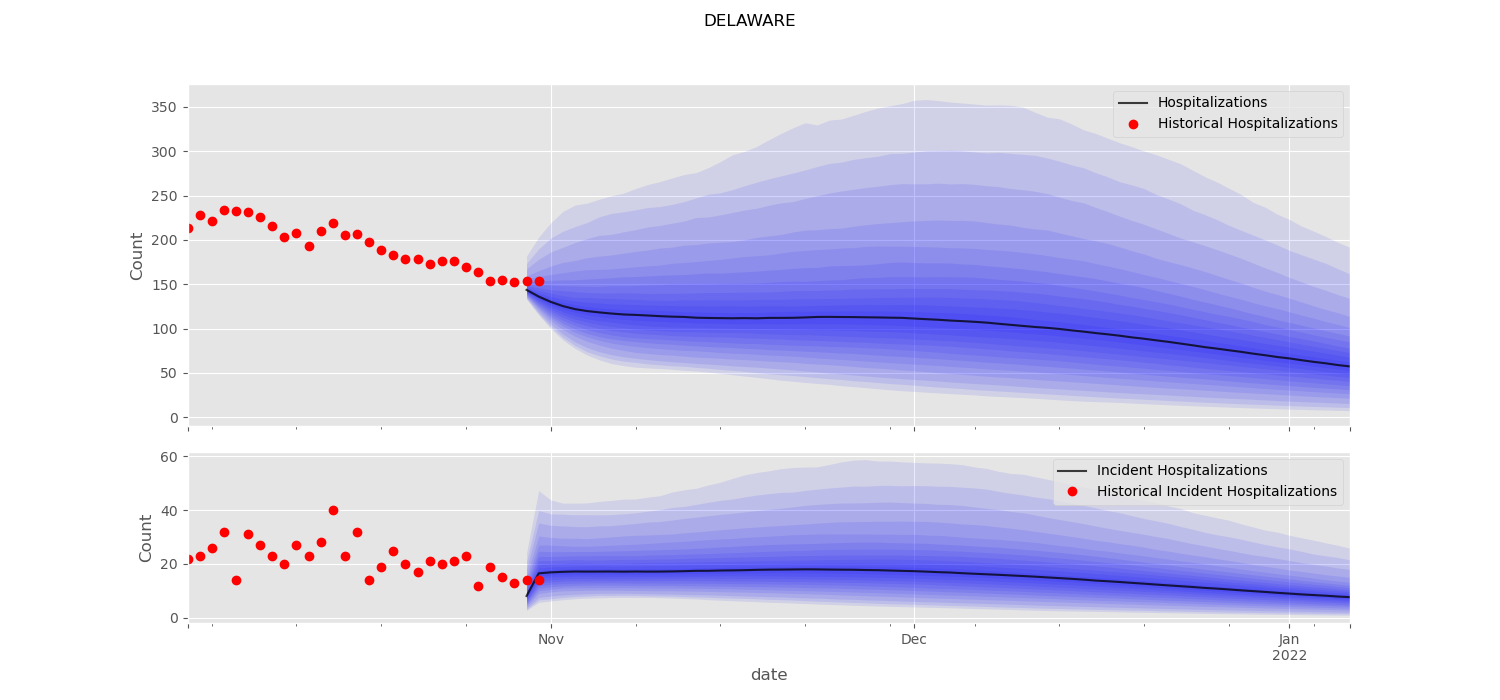 DELAWARE
Hospitalizations
Historical Hospitalizations
Count
350
300
250
200
150
100
50
0
Incident Hospitalizations
Historical Incident Hospitalizations
Count
60
40
20
0
Nov
Dec
Jan
2022
date